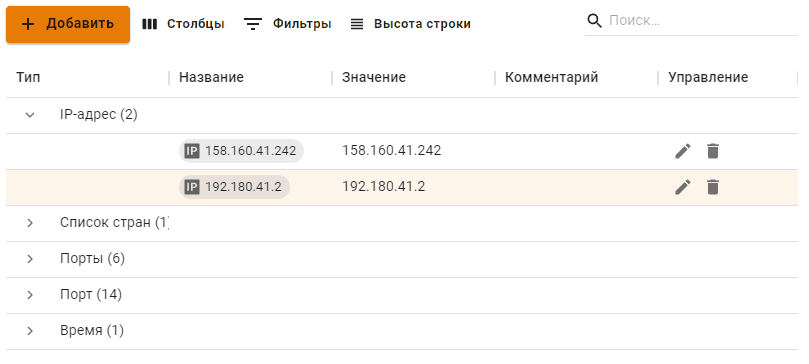 Добавить Столбцы Фильтры Высота строки Поиск...
Тип Название Значение Комментарий Управление
IP-адрес (2)
IP 158.160.41.242 158.160.41.242
IP 192.180.41.2 192.180.41.2
Список стран (1
Порты (6)
Порт (14)
Время (1)